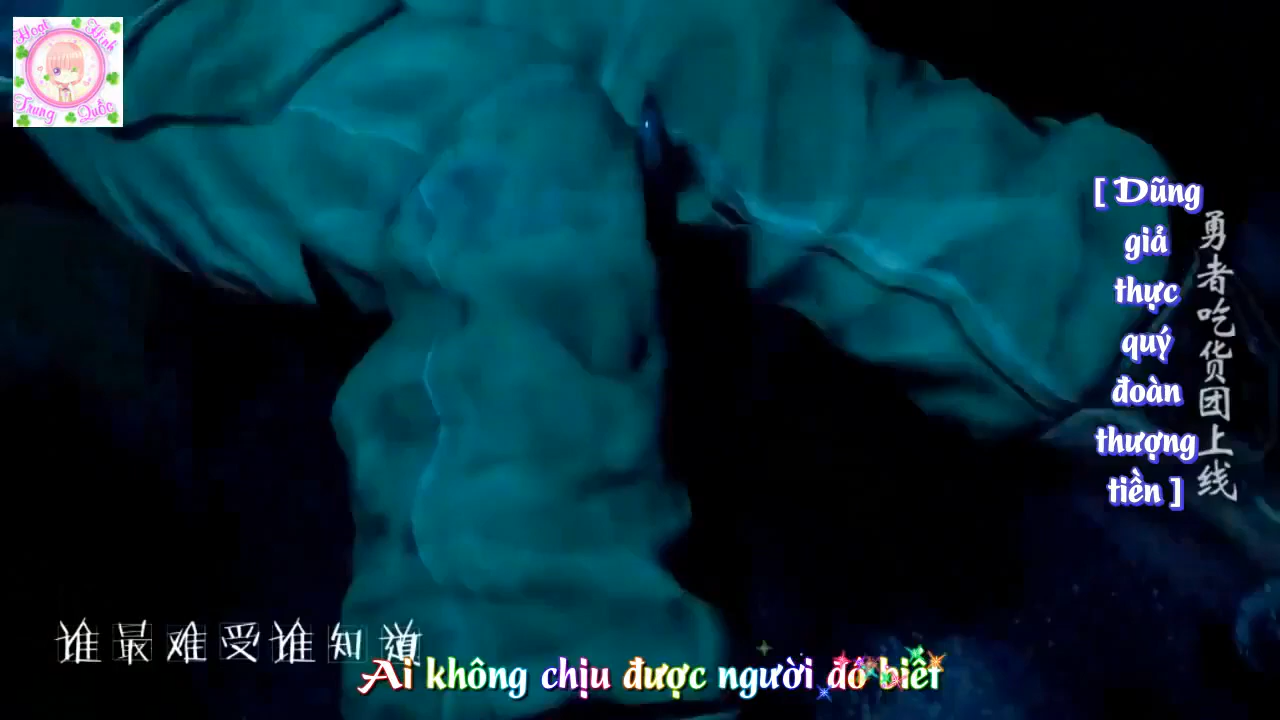 Hoạt Hình
Trung Quốc
[ Dũng
giả
thực
quý
đoàn
thượng
tiền ]
勇者吃货团上线
谁最难受谁知道
Ai không chịu được người đó biết